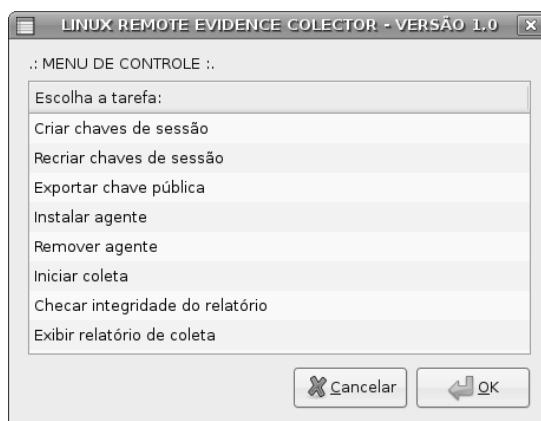 LINUX REMOTE EVIDENCE COLECTOR - VERSÃO 1.0
.: MENU DE CONTROLE :.
Escolha a tarefa:
Criar chaves de sessão
Recriar chaves de sessão
Exportar chave pública
Instalar agente
Remover agente
Iniciar coleta
Checar integridade do relatório
Exibir relatório de coleta
Cancelar
OK